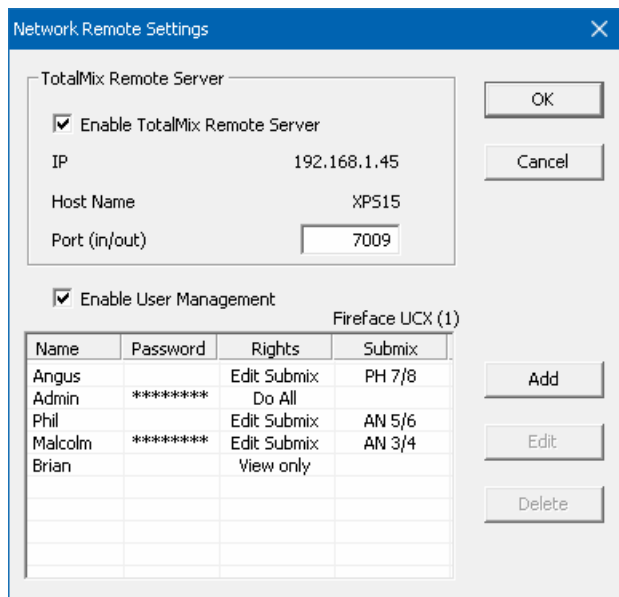 Network Remote Settings
TotalMix Remote Server
Enable TotalMix Remote Server
IP 192.168.1.45
Host Name XPS15
Port (in/out) 7009
OK
Cancel
Enable User Management
Fireface UCX (1)
Name Password Rights Submix
Angus Edit Submix PH 7/8
Admin ******** Do All
Phil Edit Submix AN 5/6
Malcolm ******** Edit Submix AN 3/4
Brian View only
Add
Edit
Delete